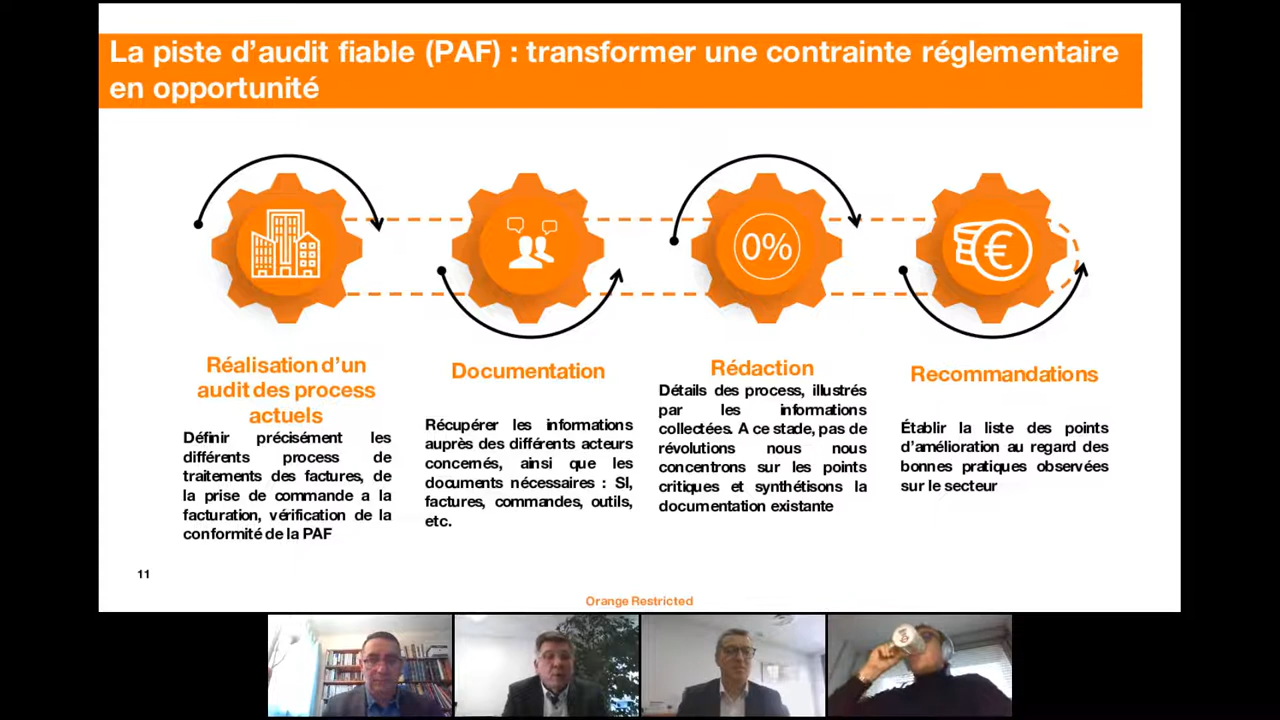 La piste d’audit fiable (PAF) : transformer une contrainte réglementaire
en opportunité
0%
€
Réalisation d’un
audit des process
actuels
Définir précisément les
différents process de
traitements des factures, de
la prise de commande a la
facturation, vérification de la
conformité de la PAF
Documentation
Récupérer les informations
auprès des différents acteurs
concernés, ainsi que les
documents nécessaires : SI,
factures, commandes, outils,
etc.
Rédaction
Détails des process, illustrés
par les informations
collectées. A ce stade, pas de
révolutions nous nous
concentrons sur les points
critiques et synthétisons la
documentation existante
Recommandations
Établir la liste des points
d’amélioration au regard des
bonnes pratiques observées
sur le secteur
11
Orange Restricted